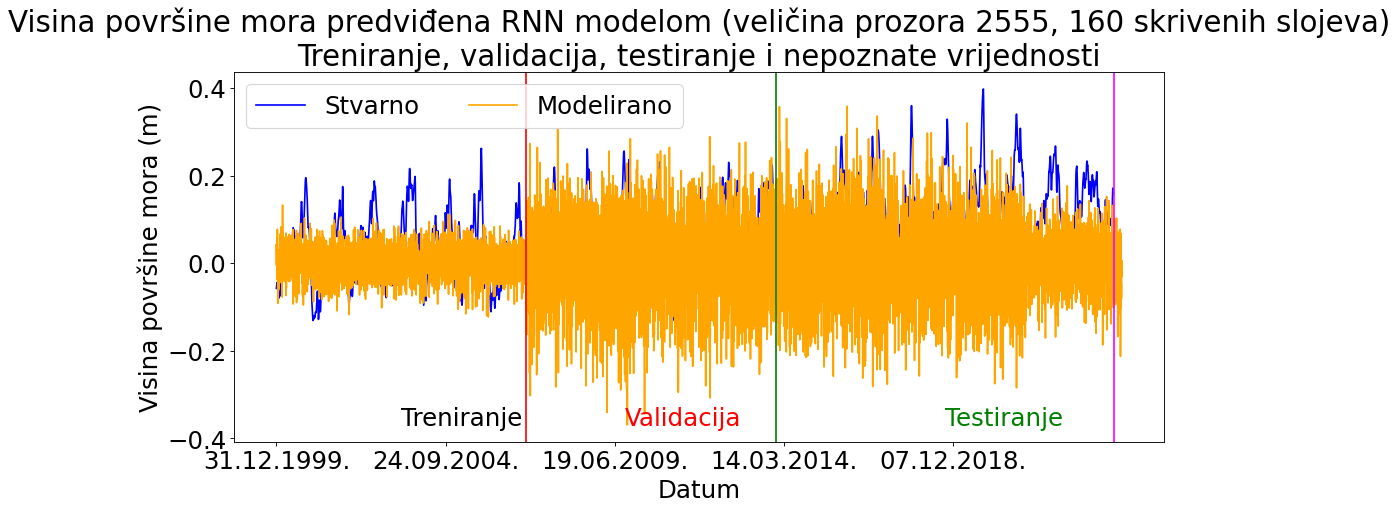 Visina površine mora predviđena RNN modelom (veličina prozora 2555, 160 skrivenih slojeva)
Treniranje, validacija, testiranje i nepoznate vrijednosti
Stvarno Modelirano
Visina površine mora (m)
0.4
0.2
0.0
−0.2
−0.4
Treniranje Validacija Testiranje
31.12.1999. 24.09.2004. 19.06.2009. 14.03.2014. 07.12.2018.
Datum